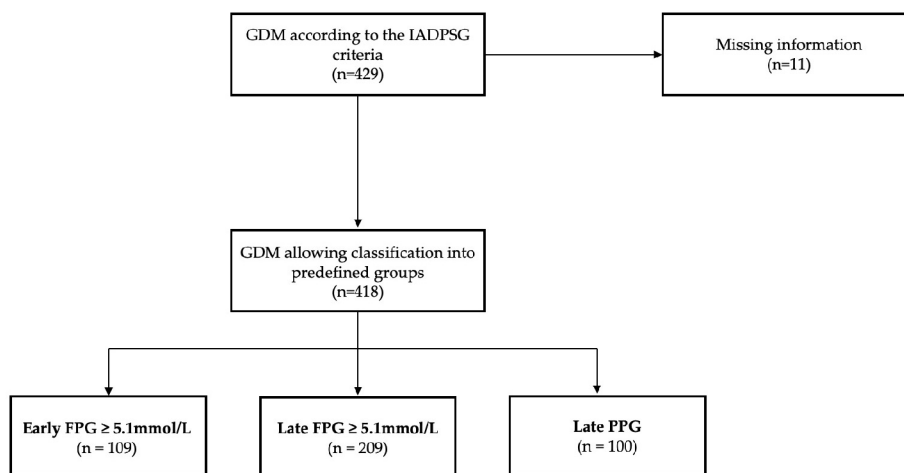 GDM according to the IADPSG
criteria
(n=429)
Missing information
(n=11)
GDM allowing classification into
predefined groups
(n=418)
Early FPG ≥ 5.1mmol/L
(n = 109)
Late FPG ≥ 5.1mmol/L
(n = 209)
Late PPG
(n = 100)